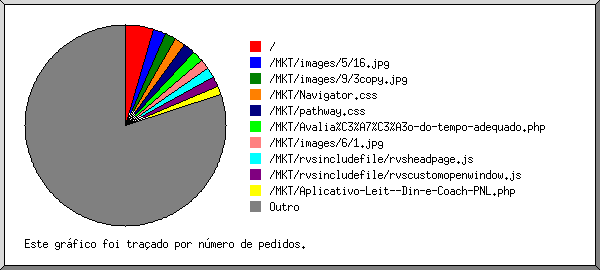 /
/MKT/images/5/16.jpg
/MKT/images/9/3copy.jpg
/MKT/Navigator.css
/MKT/pathway.css
/MKT/Avalia%C3%A7%C3%A3o-do-tempo-adequado.php
/MKT/images/6/1.jpg
/MKT/rvsincludefile/rvsheadpage.js
/MKT/rvsincludefile/rvscustomopenwindow.js
/MKT/Aplicativo-Leit--Din-e-Coach-PNL.php
Outro
Este gráfico foi traçado por número de pedidos.